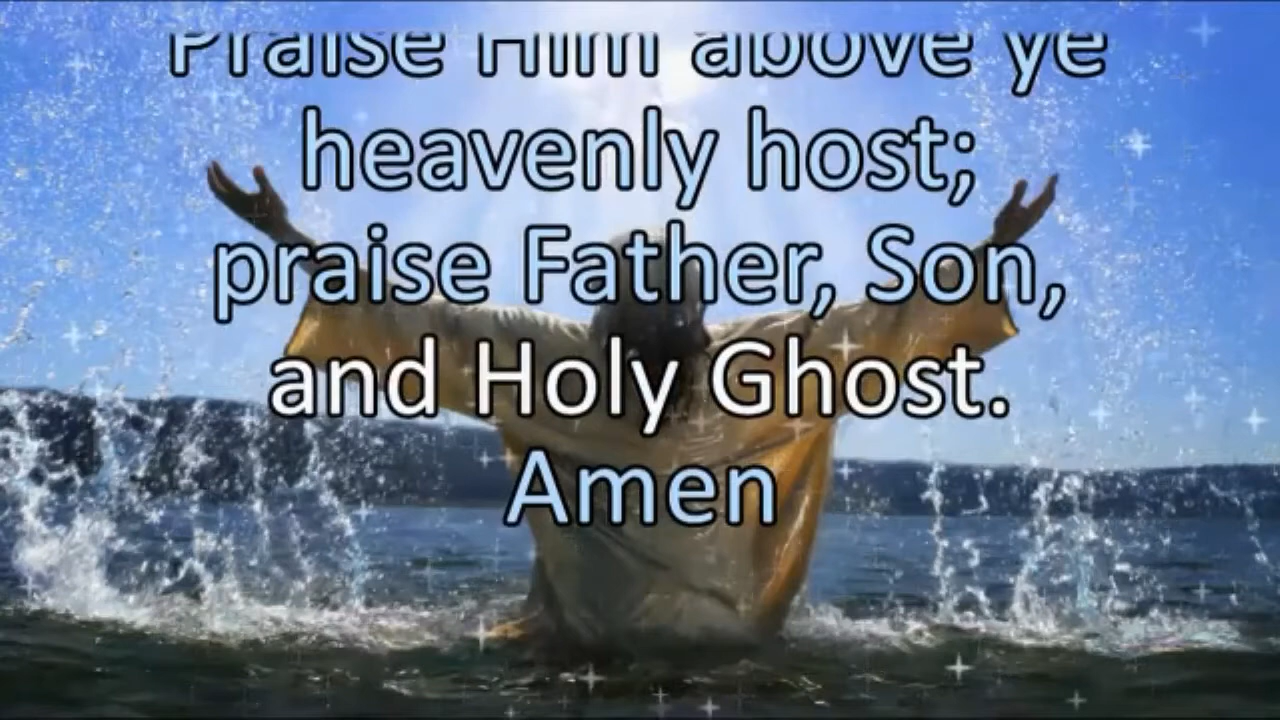 Praise Him above ye
heavenly host;
praise Father, Son,
and Holy Ghost.
Amen